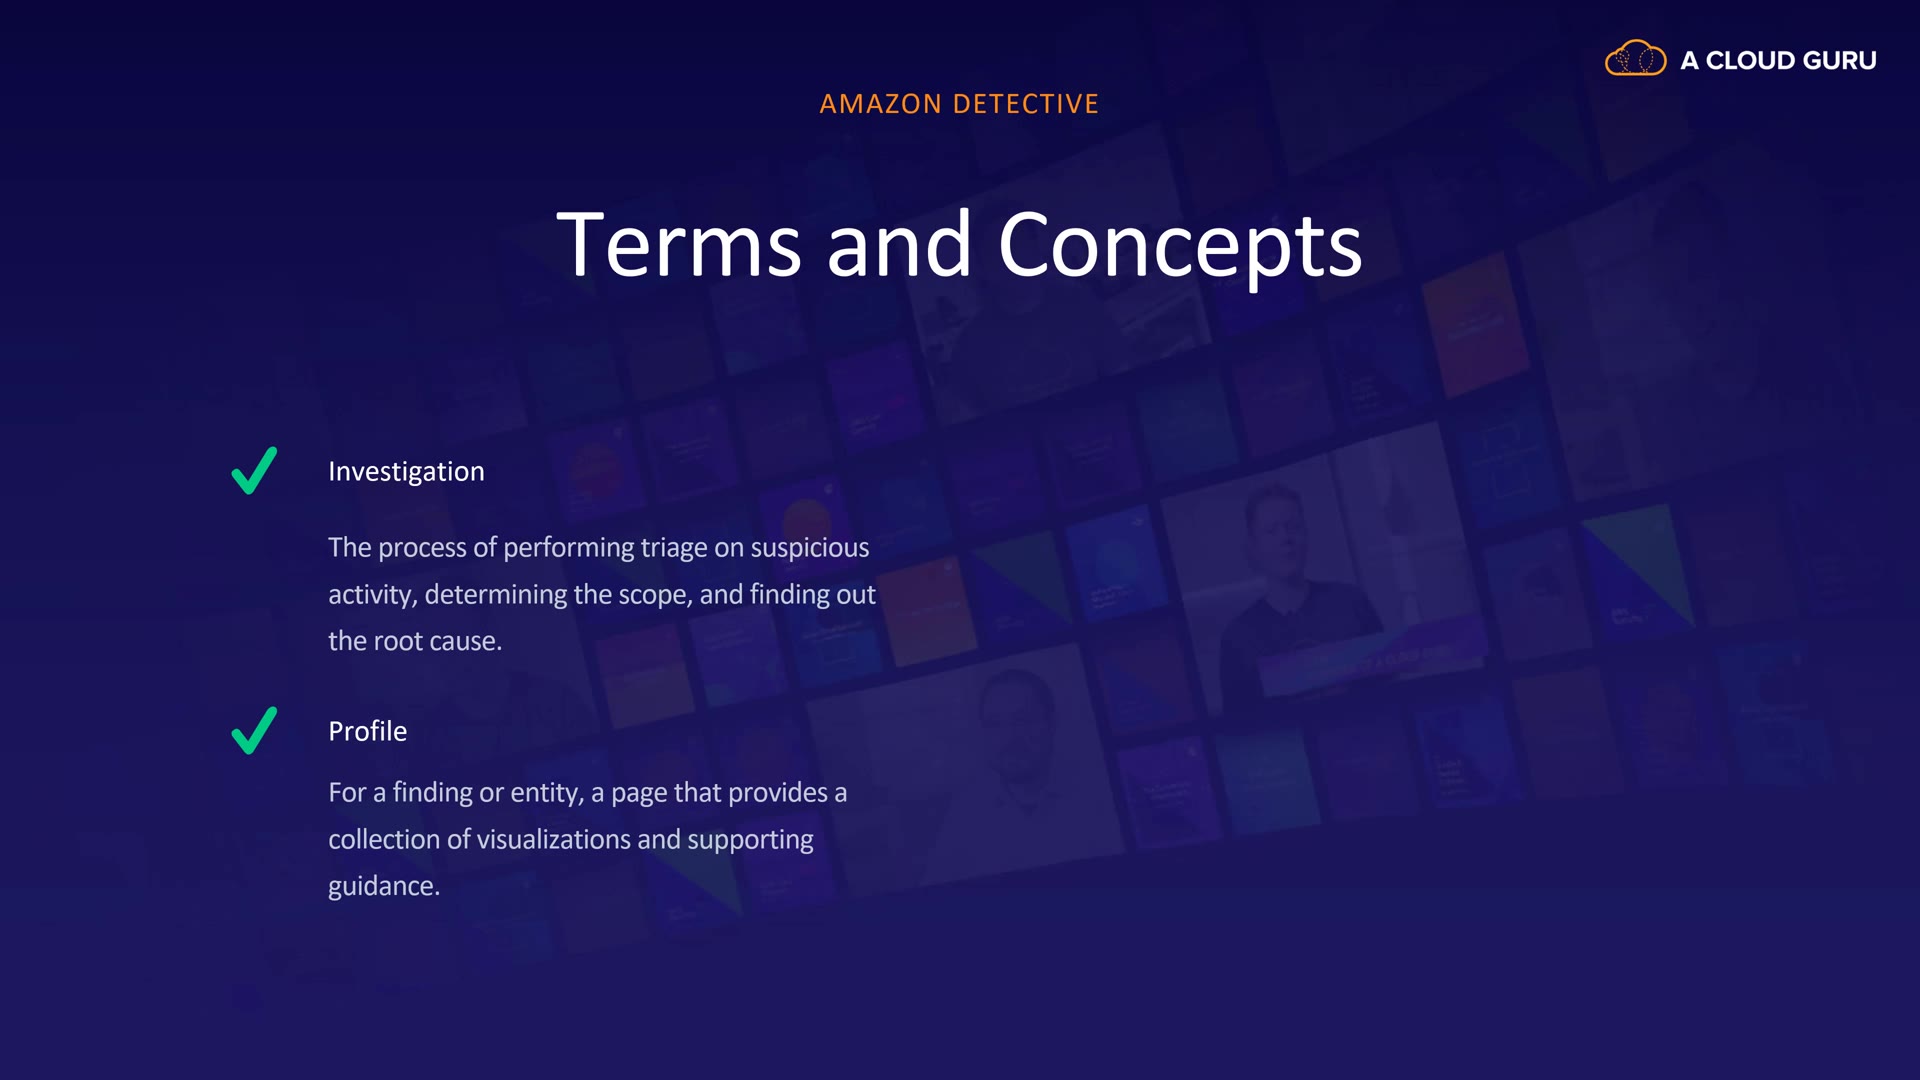 A CLOUD GURU
AMAZON DETECTIVE
Terms and Concepts
Investigation
The process of performing triage on suspicious
activity, determining the scope, and finding out
the root cause.
Profile
For a finding or entity, a page that provides a
collection of visualizations and supporting
guidance.